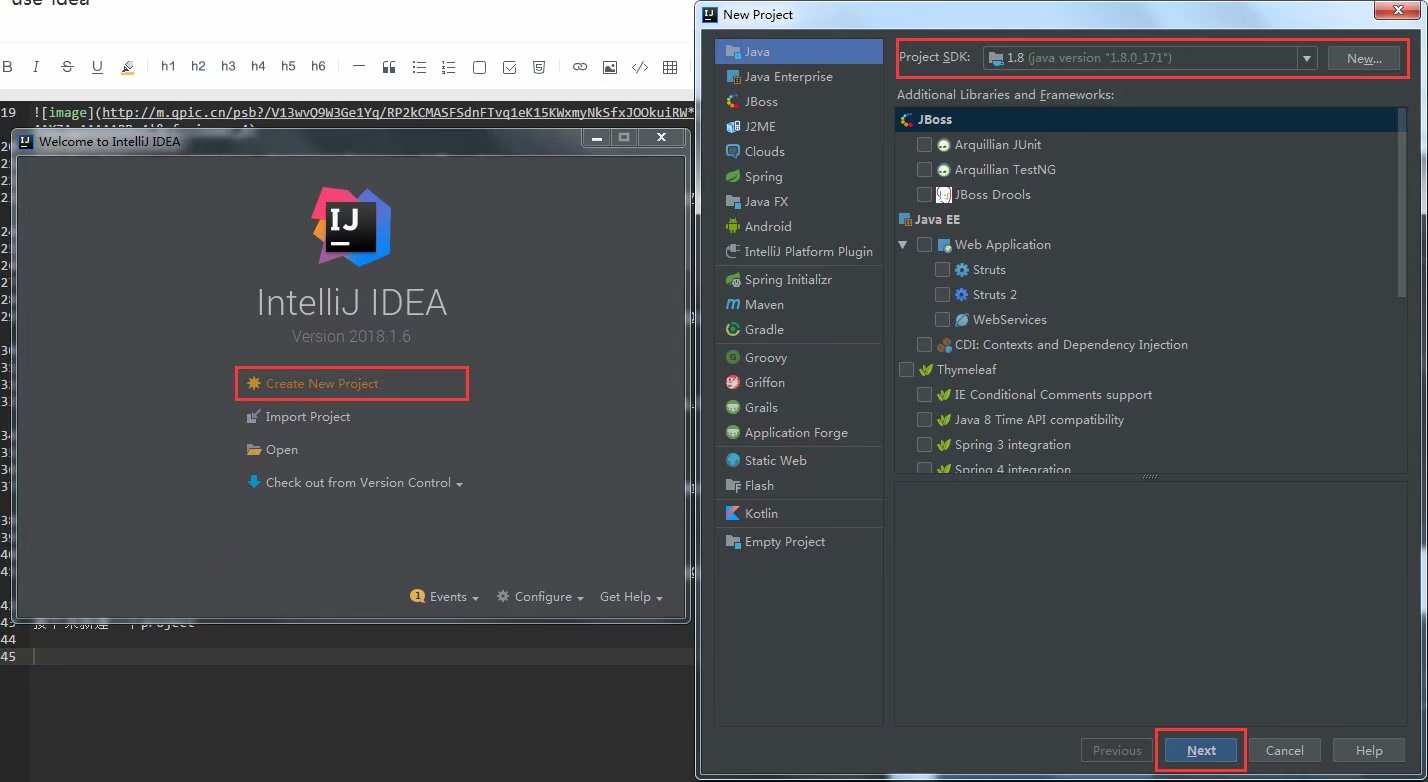 use idea
B I S U h1 h2 h3 h4 h5 h6
19 ![image](http://m.qpic.cn/psb?/V13wvQ9W3Ge1Yq/RP2kCMASFSdnFTvq1eK15KWxmyNkSfxJOOkuiRW*
Welcome to IntelliJ IDEA
IJ
IntelliJ IDEA
Version 2018.1.6
Create New Project
Import Project
Open
Check out from Version Control
1 Events
Configure
Get Help
43
44
45
New Project
Java
Java Enterprise
JBoss
J2ME
Clouds
Spring
Java FX
Android
IntelliJ Platform Plugin
Spring Initializr
Maven
Gradle
Groovy
Griffon
Grails
Application Forge
Static Web
Flash
Kotlin
Empty Project
Project SDK: 1.8 (java version "1.8.0_171") New...
Additional Libraries and Frameworks:
JBoss
Arquillian JUnit
Arquillian TestNG
JBoss Drools
Java EE
Web Application
Struts
Struts 2
WebServices
CDI: Contexts and Dependency Injection
Thymeleaf
IE Conditional Comments support
Java 8 Time API compatibility
Spring 3 integration
Spring 4 integration
Previous Next Cancel Help